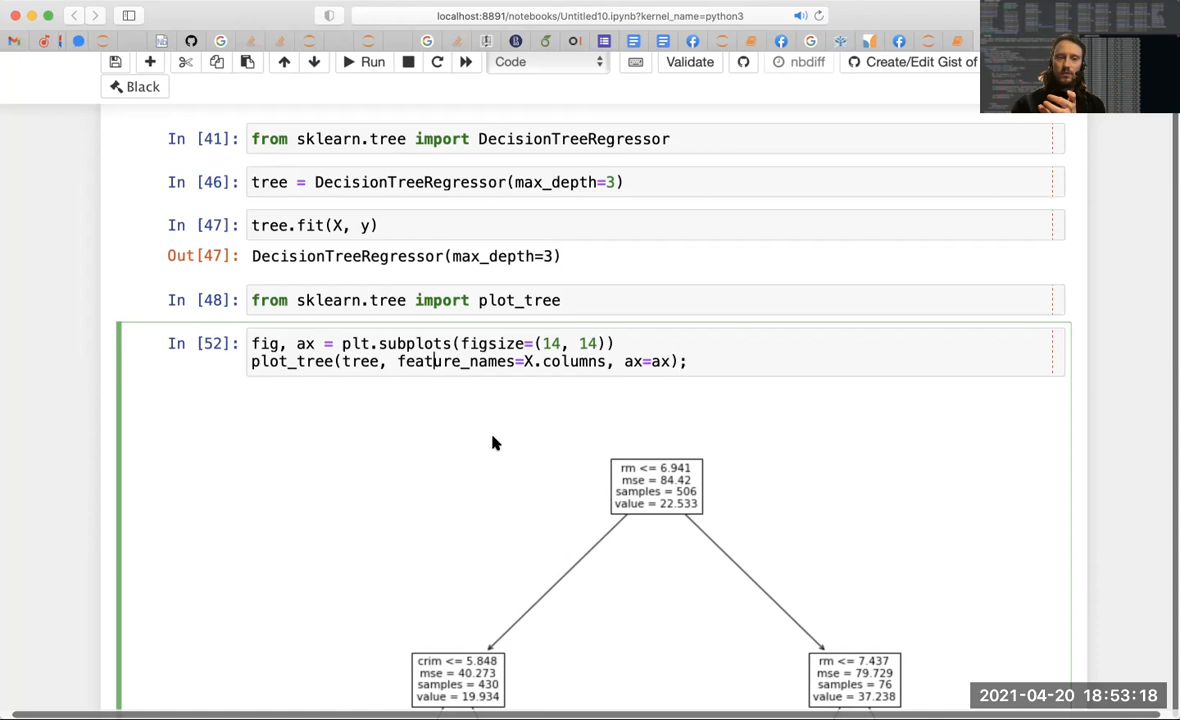 localhost:8891/notebooks/Untitled10.ipynb?kernel_name=python3
Run
Code
Validate
nbdiff
Create/Edit Gist of
Black
In [41]: from sklearn.tree import DecisionTreeRegressor
In [46]: tree = DecisionTreeRegressor(max_depth=3)
In [47]: tree.fit(X, y)
Out[47]: DecisionTreeRegressor(max_depth=3)
In [48]: from sklearn.tree import plot_tree
In [52]: fig, ax = plt.subplots(figsize=(14, 14))
plot_tree(tree, feature_names=X.columns, ax=ax);
rm <= 6.941
mse = 84.42
samples = 506
value = 22.533
crim <= 5.848
mse = 40.273
samples = 430
value = 19.934
rm <= 7.437
mse = 79.729
samples = 76
value = 37.238
2021-04-20 18:53:18